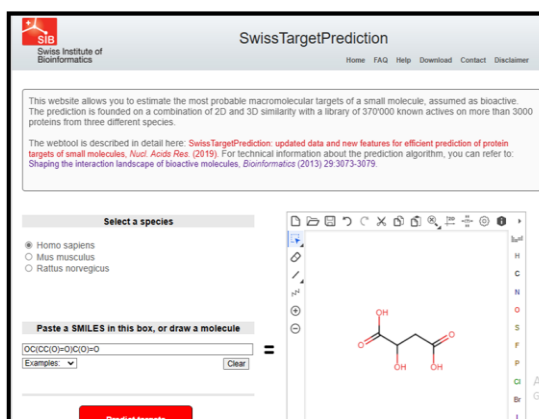 SIB
Swiss Institute of
Bioinformatics
SwissTargetPrediction
Home FAQ Help Download Contact Disclaimer
This website allows you to estimate the most probable macromolecular targets of a small molecule, assumed as bioactive.
The prediction is founded on a combination of 2D and 3D similarity with a library of 370'000 known actives on more than 3000
proteins from three different species.
The webtool is described in detail here: SwissTargetPrediction: updated data and new features for efficient prediction of protein
targets of small molecules, Nucl. Acids Res. (2019). For technical information about the prediction algorithm, you can refer to:
Shaping the interaction landscape of bioactive molecules, Bioinformatics (2013) 29:3073-3079.
Select a species
Homo sapiens
Mus musculus
Rattus norvegicus
Paste a SMILES in this box, or draw a molecule
OC(CC(O)=O)C(O)=O
Examples:
Clear
=
OH
O
O
OH
OH
H
C
N
O
S
F
P
Cl
Br
I